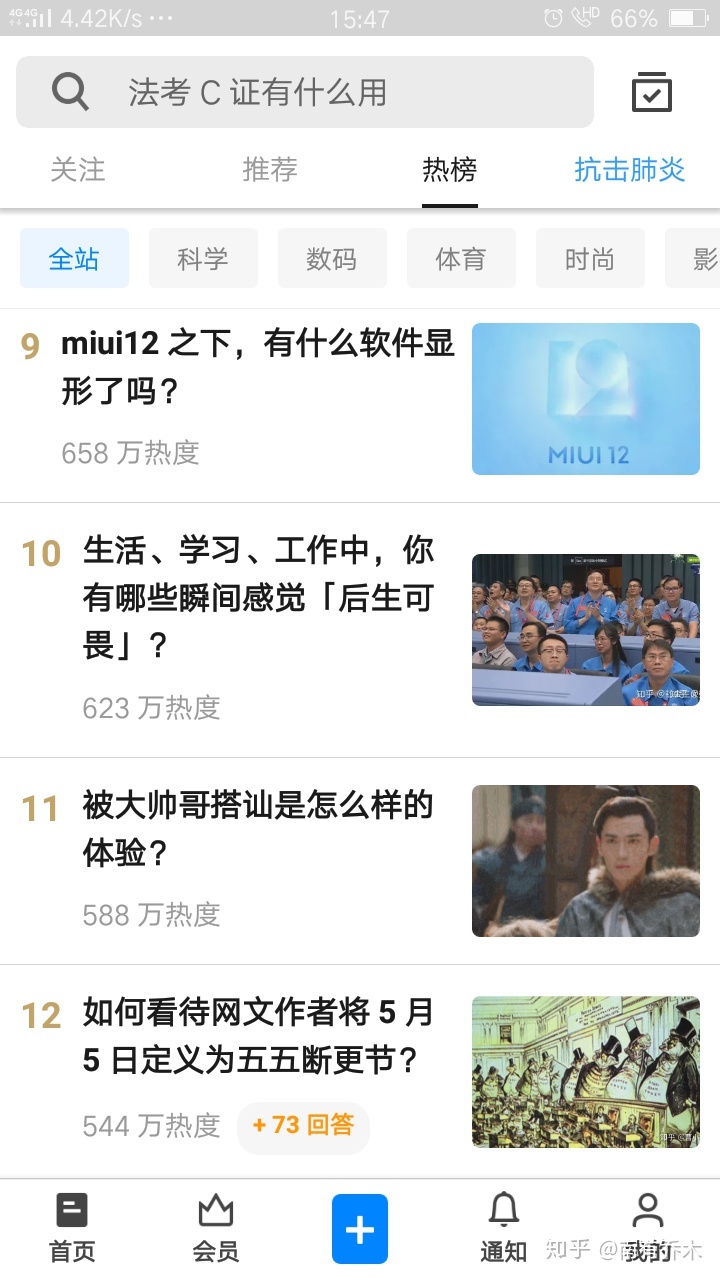 4G 4G 4.42K/s ··· 15:47 HD 66%
法考 C 证有什么用
关注 推荐 热榜 抗击肺炎
全站 科学 数码 体育 时尚 影
9 miui12 之下，有什么软件显
形了吗？
658 万热度
MIUI 12
10 生活、学习、工作中，你
有哪些瞬间感觉「后生可
畏」？
623 万热度
11 被大帅哥搭讪是怎么样的
体验？
588 万热度
12 如何看待网文作者将 5 月
5 日定义为五五断更节？
544 万热度 + 73 回答
首页 会员 通知 我的
知乎 @南有乔木